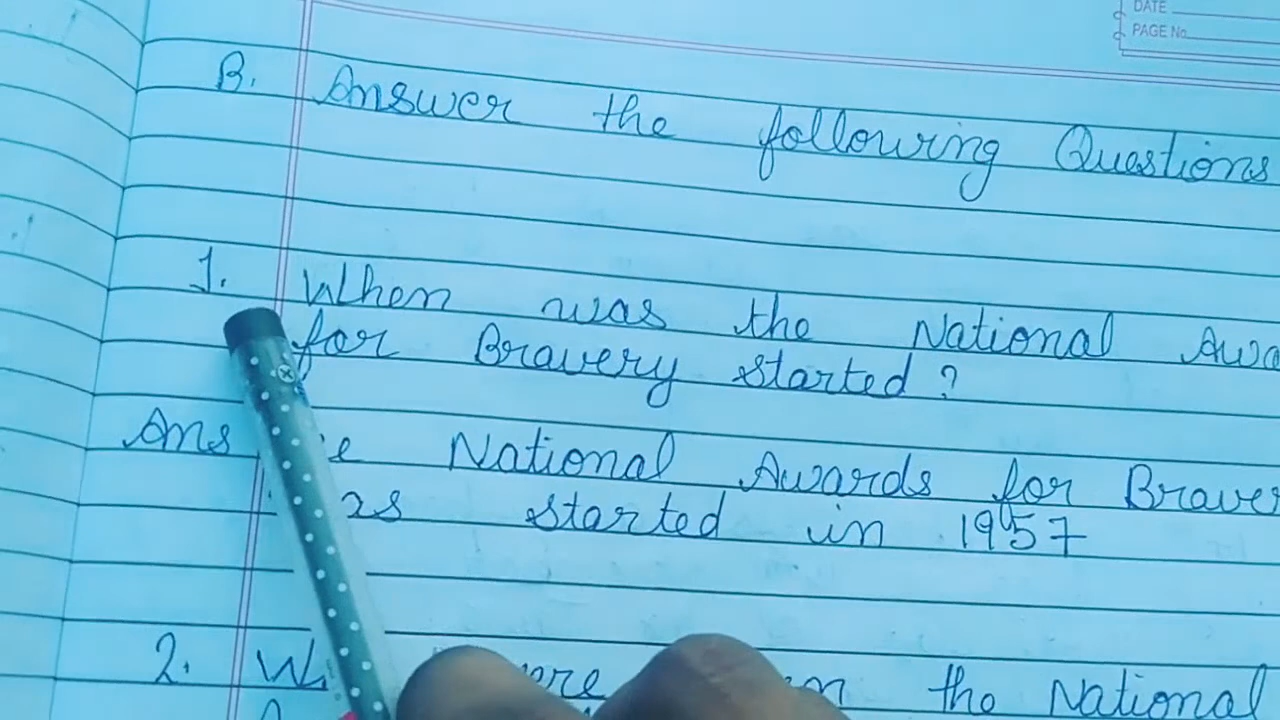 DATE
PAGE No.
B. Answer the following Questions
1. When was the National
for Bravery started ?
Ans National Awards for
started in 1957
2. the National